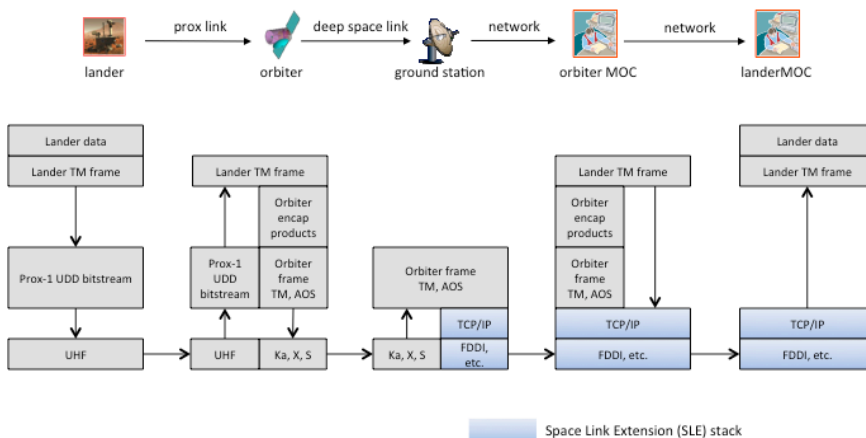 prox link
deep space link
network
network
lander
orbiter
ground station
orbiter MOC
landerMOC
Lander data
Lander TM frame
Prox-1 UDD bitstream
UHF
Lander TM frame
Orbiter
encap
products
Prox-1
UDD
bitstream
Orbiter
frame
TM, AOS
UHF
Ka, X, S
Orbiter frame
TM, AOS
TCP/IP
Ka, X, S
FDDI,
etc.
Lander TM frame
Orbiter
encap
products
Orbiter
frame
TM, AOS
TCP/IP
FDDI, etc.
Lander data
Lander TM frame
TCP/IP
FDDI, etc.
Space Link Extension (SLE) stack